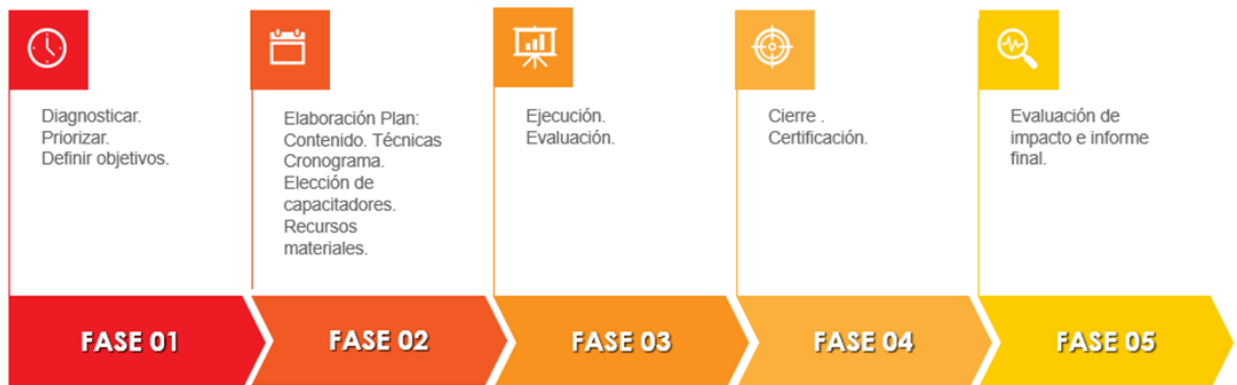 Diagnosticar.
Priorizar.
Definir objetivos.
Elaboración Plan:
Contenido. Técnicas
Cronograma.
Elección de
capacitadores.
Recursos
materiales.
Ejecución.
Evaluación.
Cierre .
Certificación.
Evaluación de
impacto e informe
final.
FASE 01
FASE 02
FASE 03
FASE 04
FASE 05